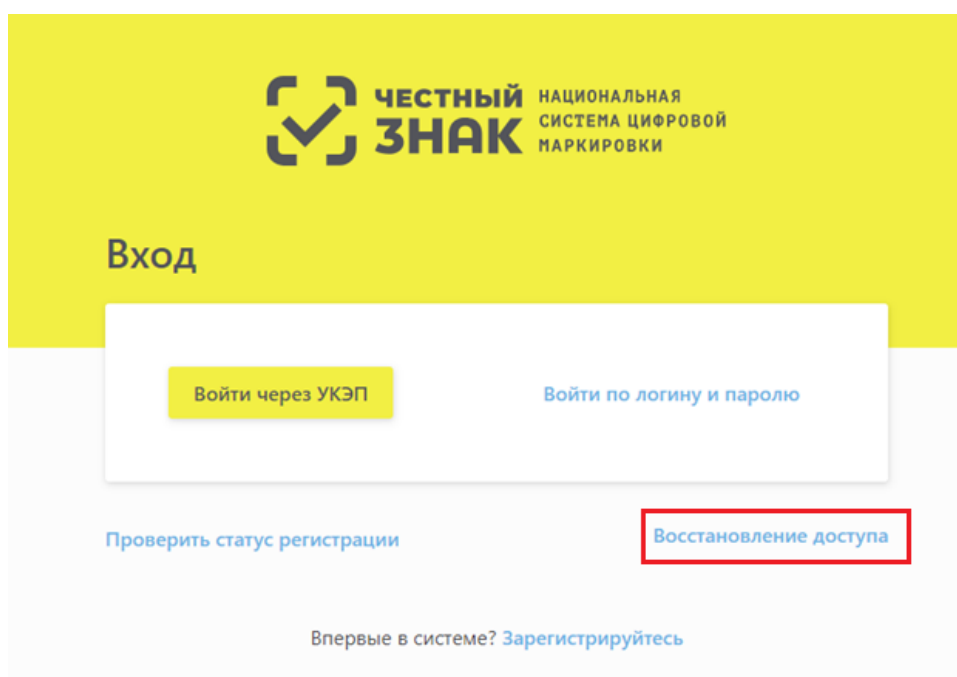 ЧЕСТНЫЙ
ЗНАК
НАЦИОНАЛЬНАЯ
СИСТЕМА ЦИФРОВОЙ
МАРКИРОВКИ
Вход
Войти через УКЭП
Войти по логину и паролю
Проверить статус регистрации
Восстановление доступа
Впервые в системе? Зарегистрируйтесь